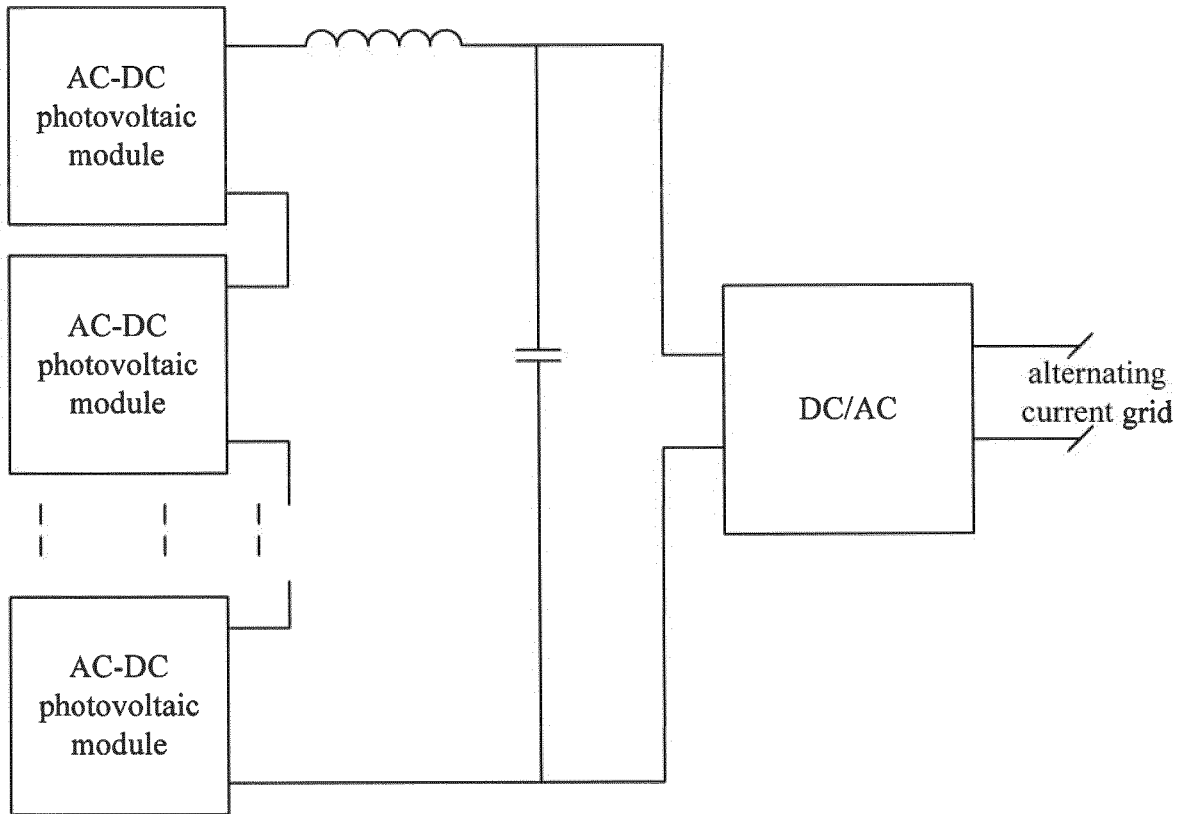 AC-DC
photovoltaic
module
AC-DC
photovoltaic
module
AC-DC
photovoltaic
module
DC/AC
alternating
current grid